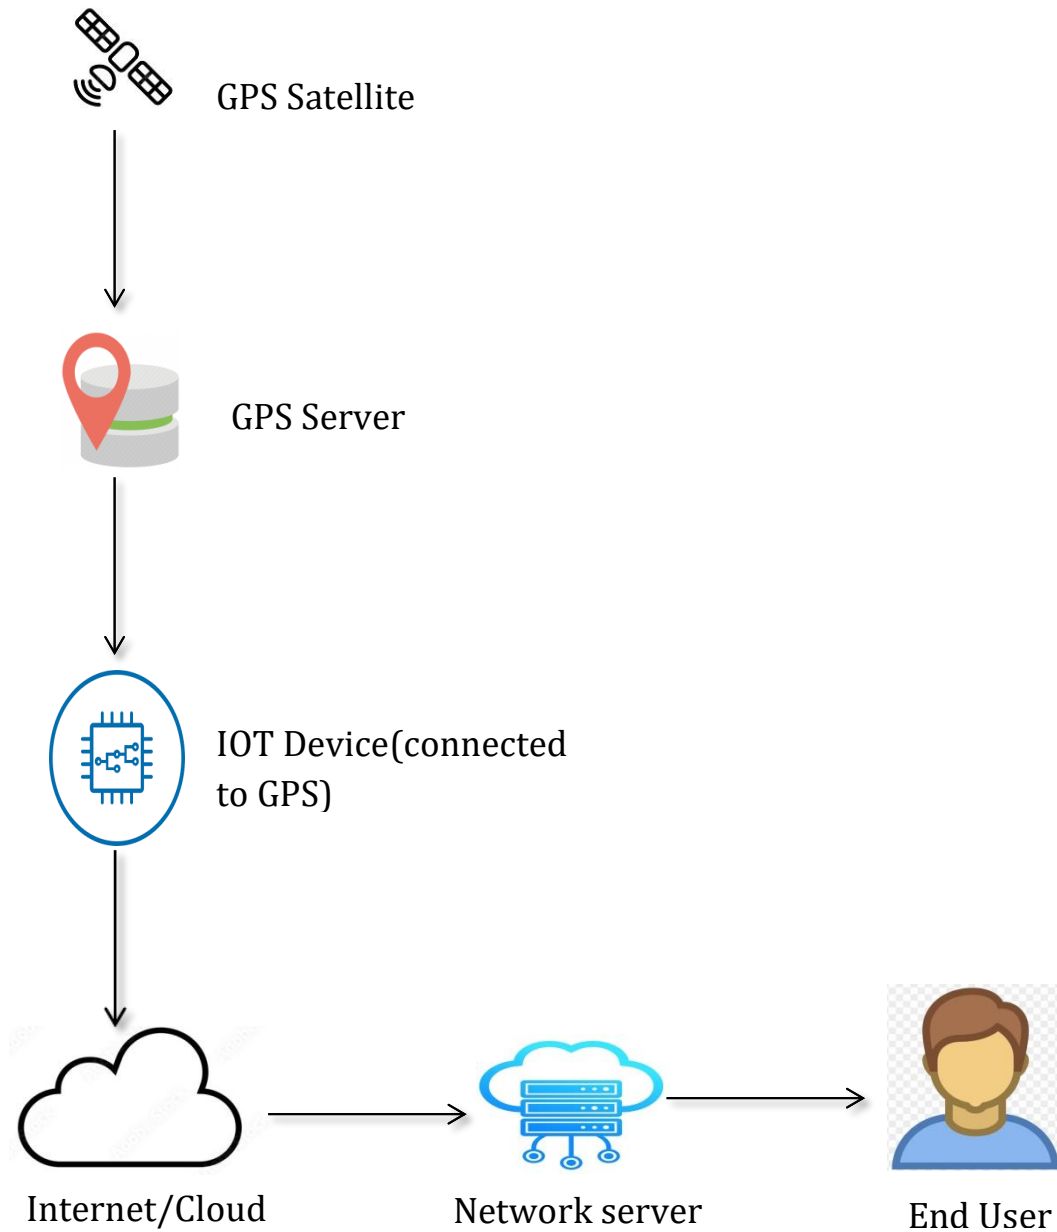 GPS Satellite
GPS Server
IOT Device(connected
to GPS)
Internet/Cloud
Network server
End User